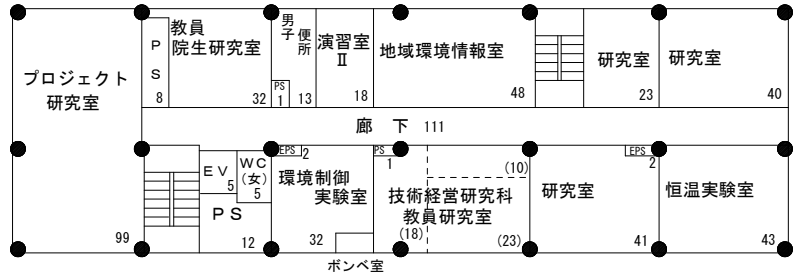 プロジェクト
研究室
99
PS
8
教員
院生研究室
32
男子
便所
PS
1
13
演習室
Ⅱ
18
地域環境情報室
48
研究室
23
研究室
40
廊 下 111
EV
5
WC
(女)
5
PS
12
EPS
2
環境制御
実験室
32
ボンベ室
PS
1
(10)
技術経営研究科
教員研究室
(18)
(23)
研究室
41
EPS
2
恒温実験室
43